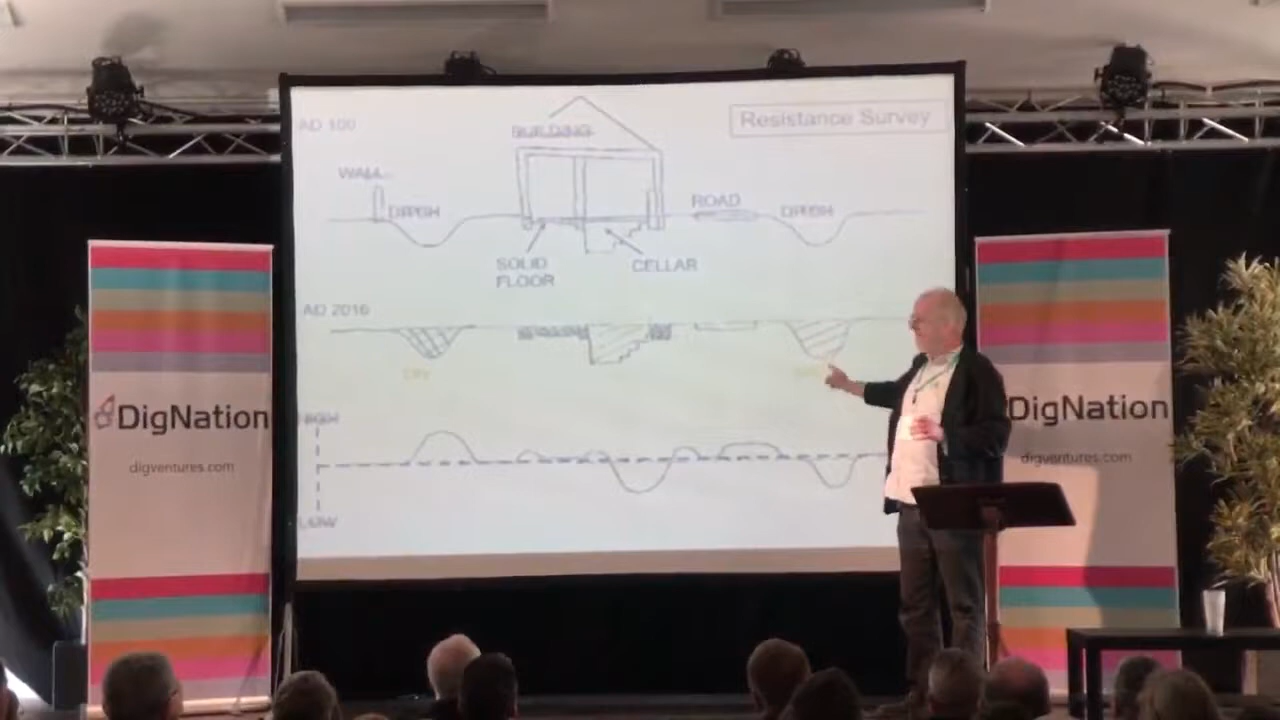 AD 100
BUILDING
Resistance Survey
WALL
DITCH
ROAD
DITCH
SOLID
FLOOR
CELLAR
AD 2016
HIGH
LOW
DigNation
digventures.com
DigNation
digventures.com